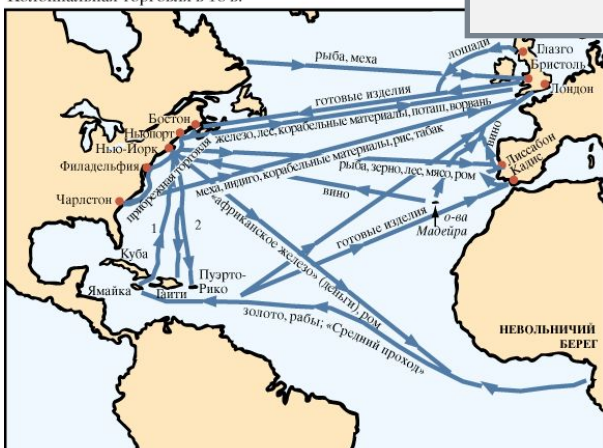 рыба, меха
лошади
Глазго
Бристоль
Лондон
готовые изделия
Бостон
Ньюпорт
Нью-Йорк
Филадельфия
Чарлстон
железо, лес, корабельные материалы, поташ, ворвань
прибрежная торговля
меха, индиго, корабельные материалы, рис, табак
рыба, зерно, лес, мясо, ром
вино
вино
Лиссабон
Кадис
о-ва
Мадейра
готовые изделия
1
2
«африканское железо» (деньги), ром
Куба
Ямайка
Гаити
Пуэрто-
Рико
золото, рабы; «Средний проход»
НЕВОЛЬНИЧИЙ
БЕРЕГ